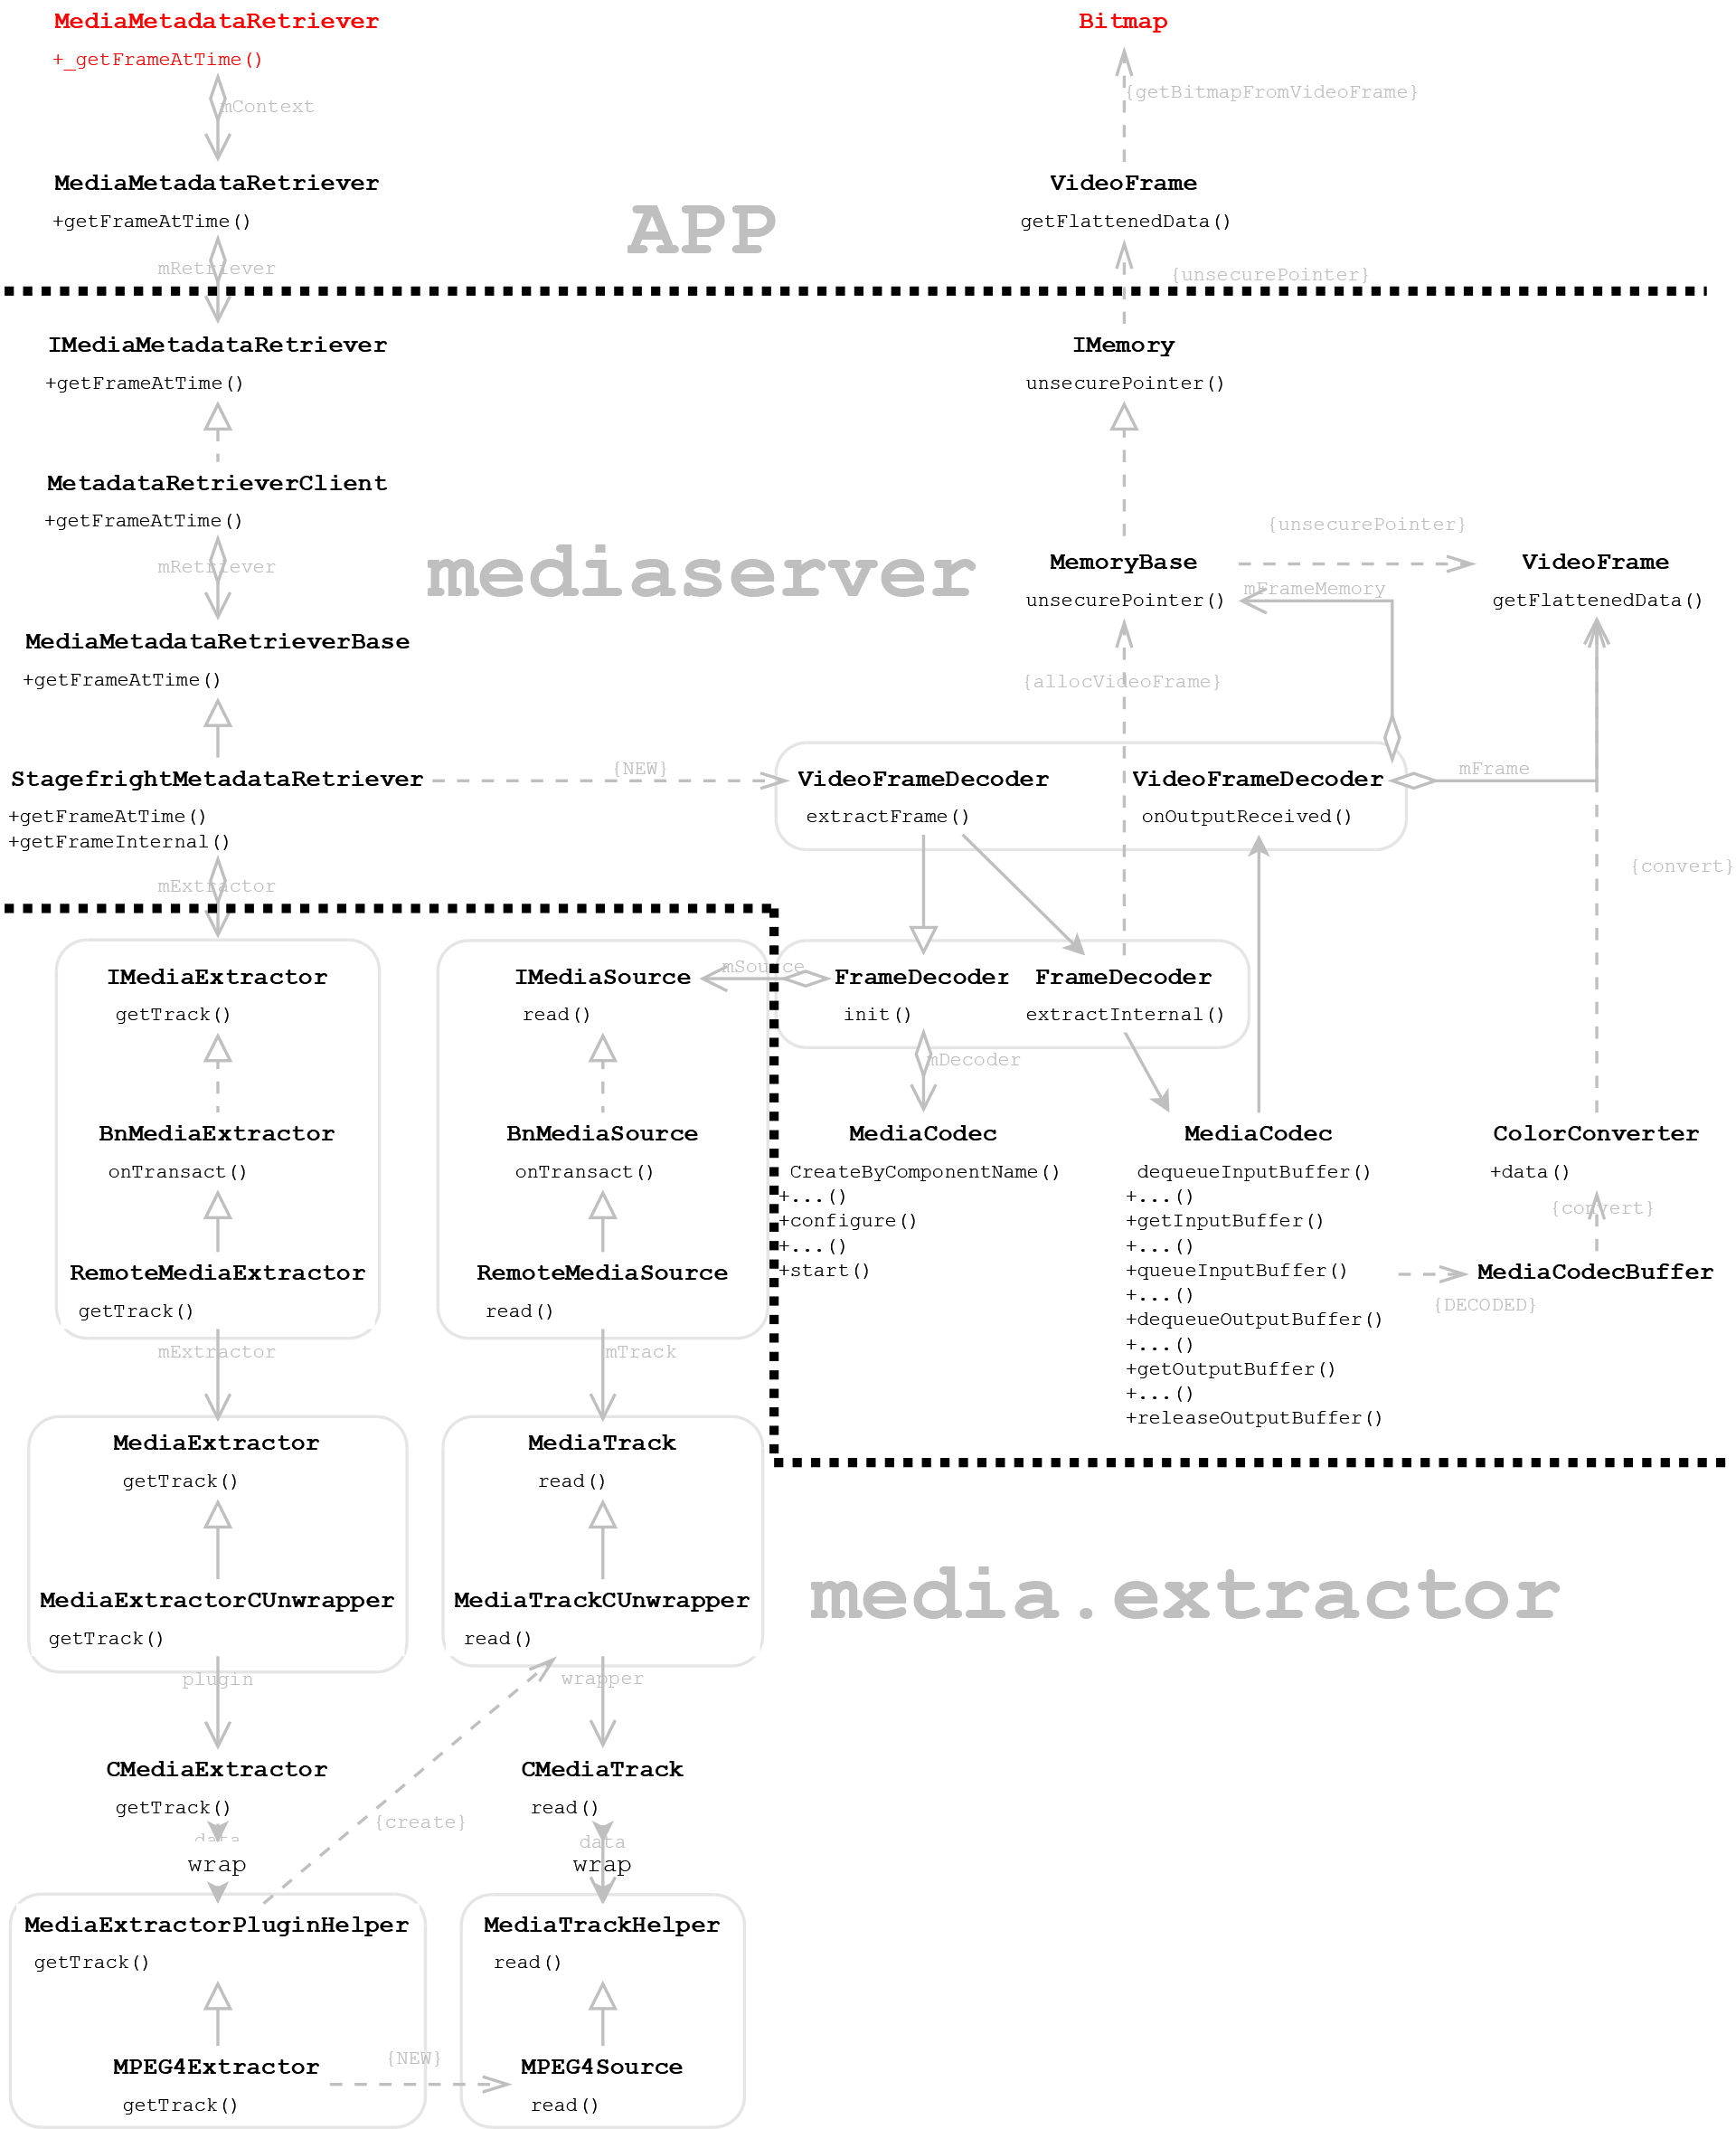 MediaMetadataRetriever
+_getFrameAtTime()
mContext
MediaMetadataRetriever
+getFrameAtTime()
mRetriever
Bitmap
{getBitmapFromVideoFrame}
VideoFrame
getFlattenedData()
{unsecurePointer}
APP
IMediaMetadataRetriever
+getFrameAtTime()
MetadataRetrieverClient
+getFrameAtTime()
mRetriever
MediaMetadataRetrieverBase
+getFrameAtTime()
StagefrightMetadataRetriever
+getFrameAtTime()
+getFrameInternal()
mExtractor
mediaserver
IMemory
unsecurePointer()
MemoryBase
unsecurePointer()
{unsecurePointer}
mFrameMemory
VideoFrame
getFlattenedData()
{allocVideoFrame}
{NEW}
VideoFrameDecoder
extractFrame()
VideoFrameDecoder
onOutputReceived()
mFrame
{convert}
mSource
FrameDecoder
init()
FrameDecoder
extractInternal()
mDecoder
MediaCodec
CreateByComponentName()
+...()
+configure()
+...()
+start()
MediaCodec
dequeueInputBuffer()
+...()
+getInputBuffer()
+...()
+queueInputBuffer()
+...()
+dequeueOutputBuffer()
+...()
+getOutputBuffer()
+...()
+releaseOutputBuffer()
ColorConverter
+data()
{convert}
MediaCodecBuffer
{DECODED}
IMediaExtractor
getTrack()
BnMediaExtractor
onTransact()
RemoteMediaExtractor
getTrack()
mExtractor
IMediaSource
read()
BnMediaSource
onTransact()
RemoteMediaSource
read()
mTrack
MediaExtractor
getTrack()
MediaExtractorCUnwrapper
getTrack()
plugin
MediaTrack
read()
MediaTrackCUnwrapper
read()
wrapper
media.extractor
CMediaExtractor
getTrack()
data
wrap
{create}
CMediaTrack
read()
data
wrap
MediaExtractorPluginHelper
getTrack()
MPEG4Extractor
getTrack()
{NEW}
MediaTrackHelper
read()
MPEG4Source
read()